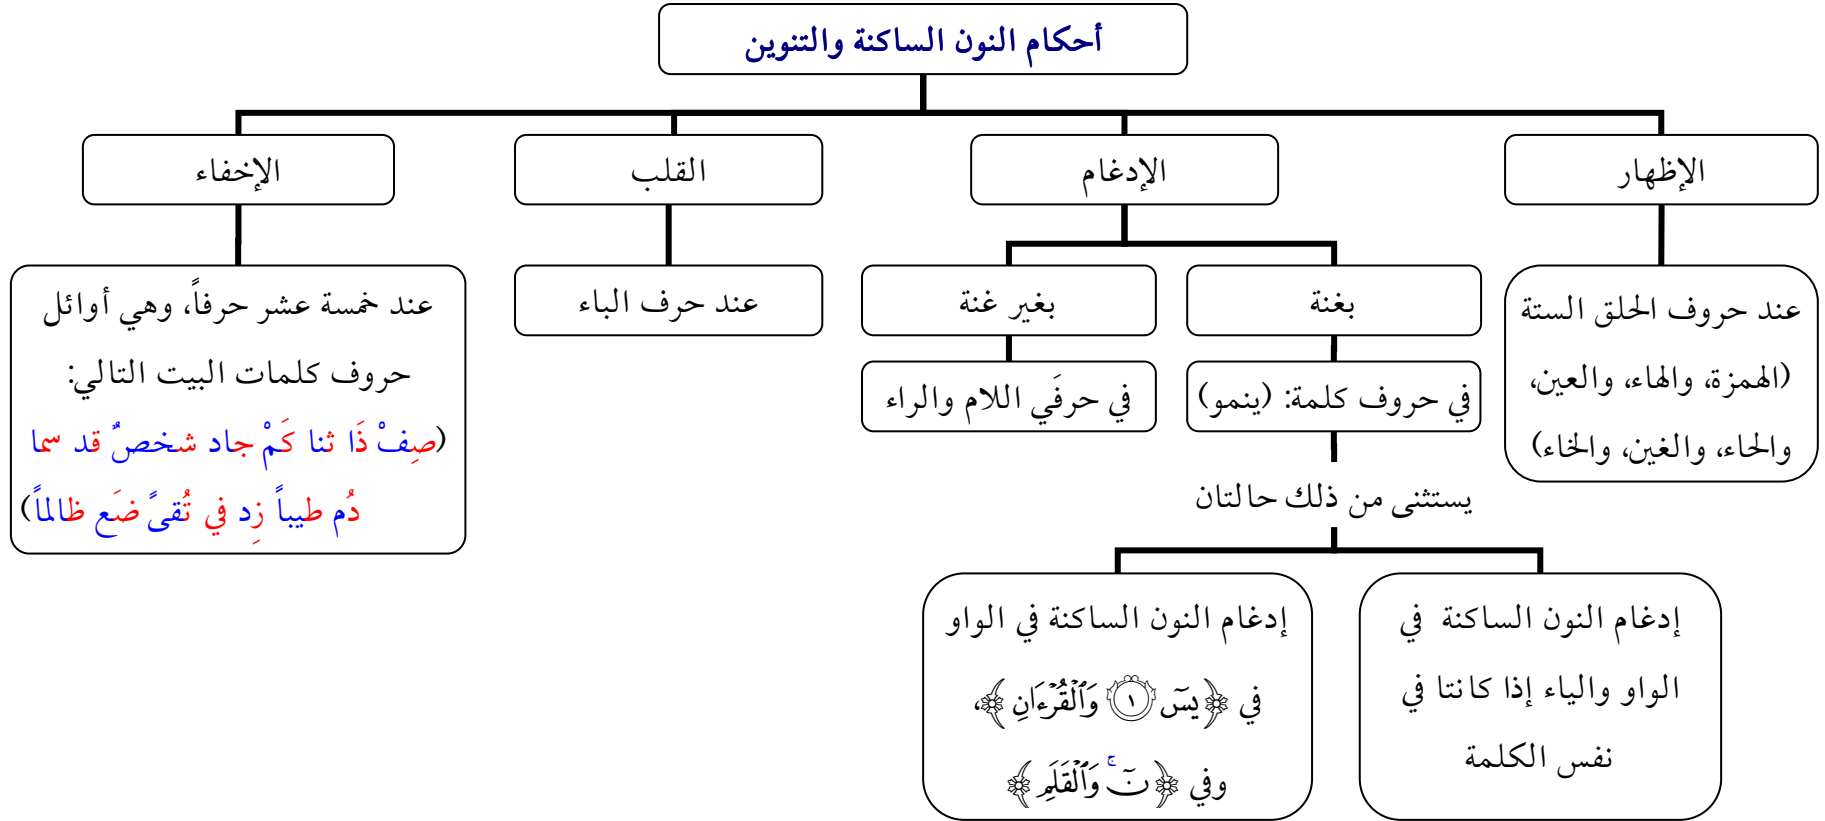 أحكام النون الساكنة والتنوين
الإظهار
الإدغام
القلب
الإخفاء
عند حروف الحلق الستة
(الهمزة، والهاء، والعين،
والحاء، والغين، والخاء)
بغنة
بغير غنة
في حروف كلمة: (ينمو)
في حرفَي اللام والراء
يستثنى من ذلك حالتان
إدغام النون الساكنة في
الواو والياء إذا كانتا في
نفس الكلمة
إدغام النون الساكنة في الواو
في ﴿يسٓ ١ وَٱلۡقُرۡءَانِ﴾،
وفي ﴿نٓۚ وَٱلۡقَلَمِ﴾
عند حرف الباء
عند خمسة عشر حرفاً، وهي أوائل
حروف كلمات البيت التالي:
(صِفْ ذَا ثنا كَمْ جاد شخصٌ قد سما
دُم طيباً زِد في تُقىً ضَع ظالماً)